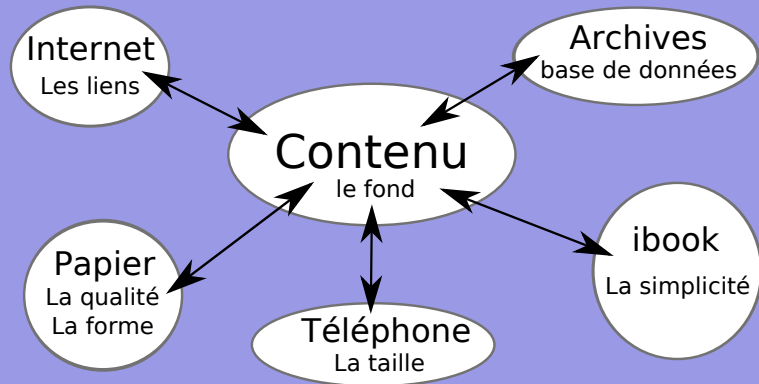 Internet
Les liens
Archives
base de données
Contenu
le fond
Papier
La qualité
La forme
Téléphone
La taille
ibook
La simplicité